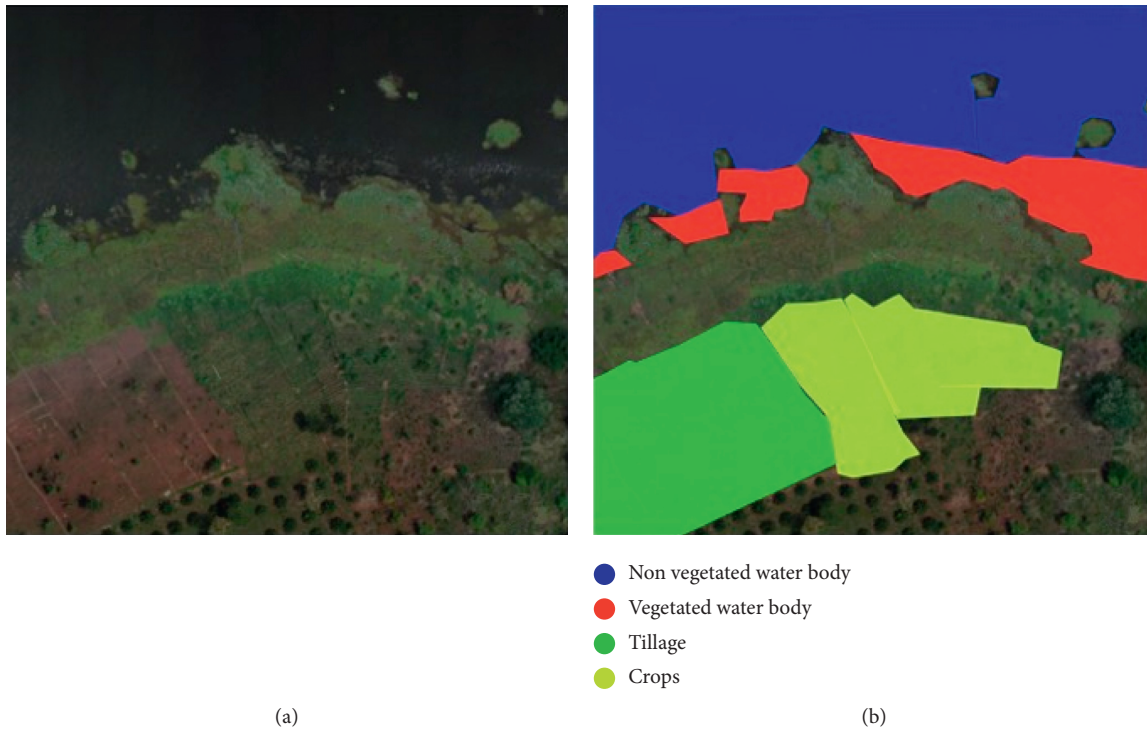 Non vegetated water body
Vegetated water body
Tillage
Crops
(a)
(b)